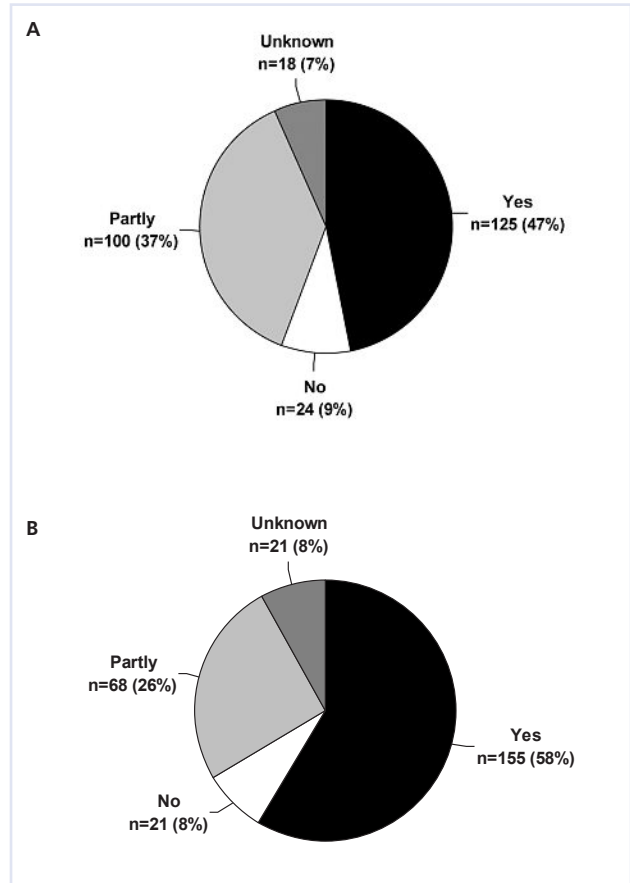 A
Unknown
n=18 (7%)
Yes
n=125 (47%)
Partly
n=100 (37%)
No
n=24 (9%)
B
Unknown
n=21 (8%)
Partly
n=68 (26%)
Yes
n=155 (58%)
No
n=21 (8%)